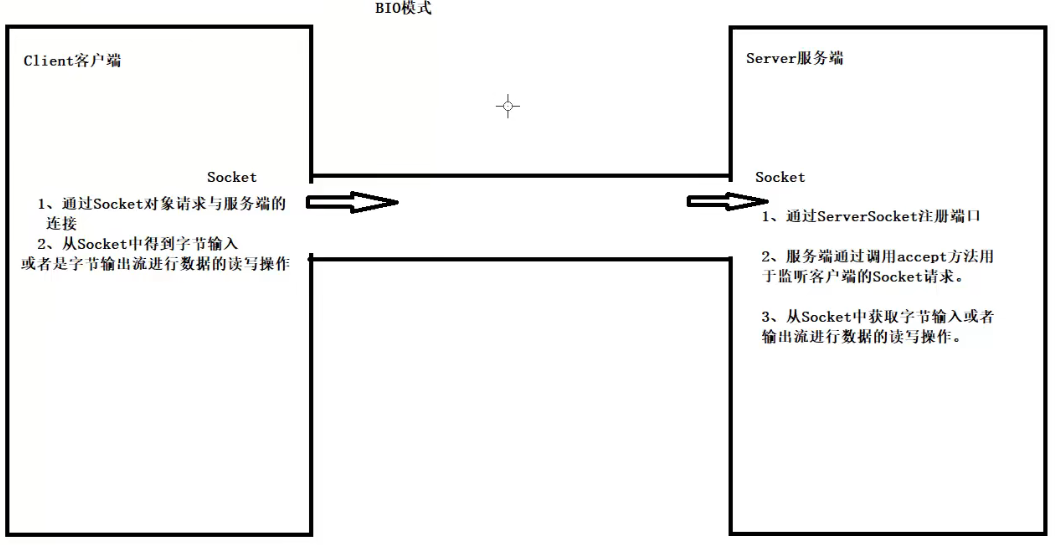 BIO模式
Client客户端
Socket
1、通过Socket对象请求与服务端的
连接
2、从Socket中得到字节输入
或者是字节输出流进行数据的读写操作
Server服务端
Socket
1、通过ServerSocket注册端口
2、服务端通过调用accept方法用
于监听客户端的Socket请求。
3、从Socket中获取字节输入或者
输出流进行数据的读写操作。